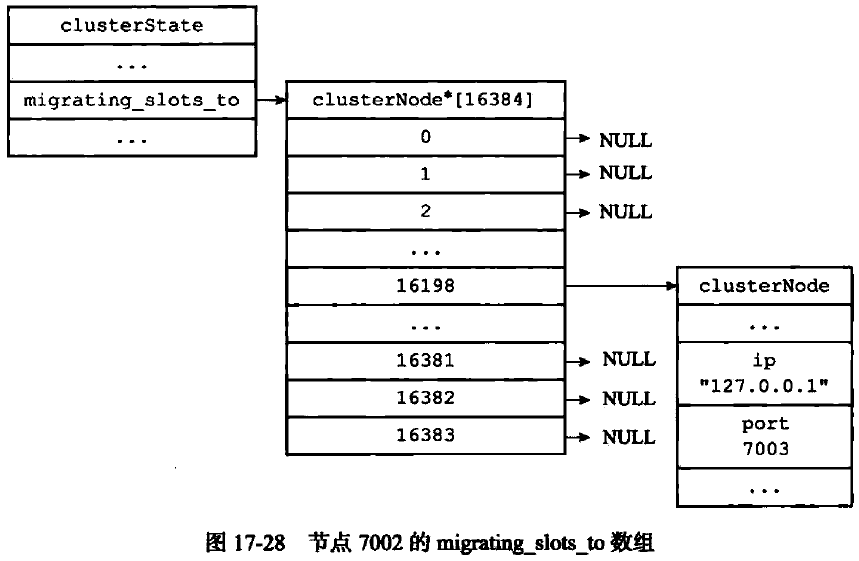 clusterState
...
migrating_slots_to
...
clusterNode*[16384]
0
NULL
1
NULL
2
NULL
...
16198
...
16381
NULL
16382
NULL
16383
NULL
clusterNode
...
ip
"127.0.0.1"
port
7003
...
图 17-28 节点 7002 的 migrating_slots_to 数组